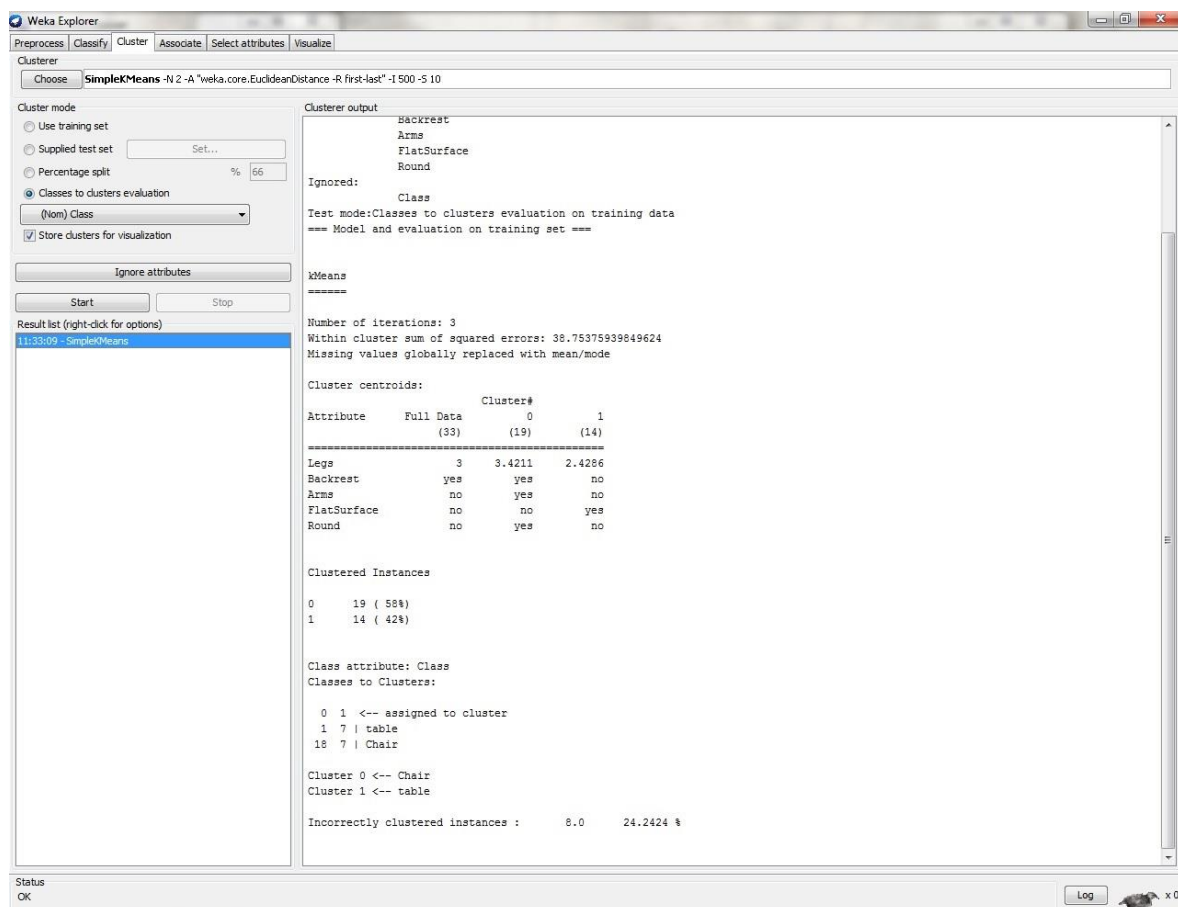 Weka Explorer
Preprocess Classify Cluster Associate Select attributes Visualize
Clusterer
Choose SimpleKMeans -N 2 -A "weka.core.EuclideanDistance -R first-last" -I 500 -S 10
Cluster mode
Use training set
Supplied test set Set...
Percentage split % 66
Classes to clusters evaluation
(Nom) Class
Store clusters for visualization
Ignore attributes
Start Stop
Result list (right-click for options)
11:33:09 - SimpleKMeans
Clusterer output
Backrest
Arms
FlatSurface
Round
Ignored:
Class
Test mode:Classes to clusters evaluation on training data
=== Model and evaluation on training set ===
kMeans
======
Number of iterations: 3
Within cluster sum of squared errors: 38.75375939849624
Missing values globally replaced with mean/mode
Cluster centroids:
Cluster#
Attribute Full Data 0 1
(33) (19) (14)
================================================
Legs 3 3.4211 2.4286
Backrest yes yes no
Arms no yes no
FlatSurface no no yes
Round no yes no
Clustered Instances
0 19 ( 58%)
1 14 ( 42%)
Class attribute: Class
Classes to Clusters:
0 1 <-- assigned to cluster
1 7 | table
18 7 | Chair
Cluster 0 <-- Chair
Cluster 1 <-- table
Incorrectly clustered instances : 8.0 24.2424 %
Status
OK
Log x 0